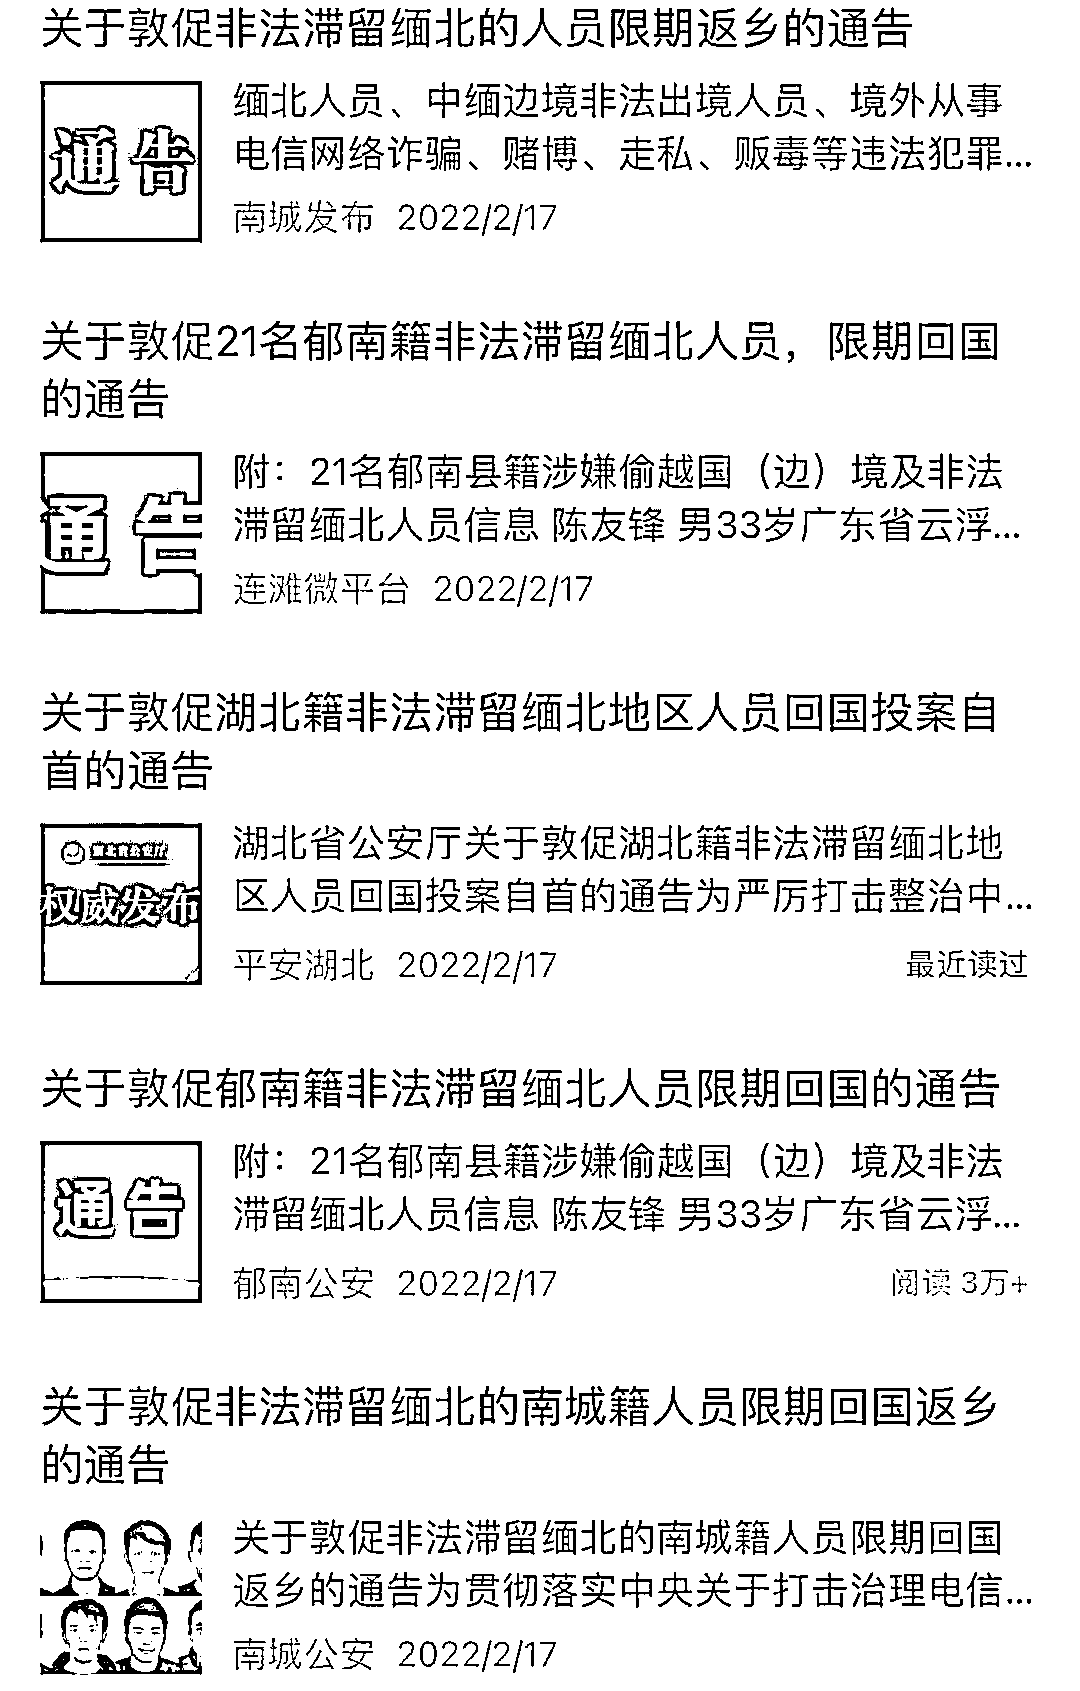 关于敦促非法滞留缅北的人员限期返乡的通告
通告
缅北人员、中缅边境非法出境人员、境外从事
电信网络诈骗、赌博、走私、贩毒等违法犯罪...
南城发布 2022/2/17
关于敦促21名郁南籍非法滞留缅北人员，限期回国
的通告
通告
附：21名郁南县籍涉嫌偷越国（边）境及非法
滞留缅北人员信息 陈友锋 男33岁广东省云浮...
连滩微平台 2022/2/17
关于敦促湖北籍非法滞留缅北地区人员回国投案自
首的通告
权威发布
湖北省公安厅关于敦促湖北籍非法滞留缅北地
区人员回国投案自首的通告为严厉打击整治中...
平安湖北 2022/2/17 最近读过
关于敦促郁南籍非法滞留缅北人员限期回国的通告
通告
附：21名郁南县籍涉嫌偷越国（边）境及非法
滞留缅北人员信息 陈友锋 男33岁广东省云浮...
郁南公安 2022/2/17 阅读 3万+
关于敦促非法滞留缅北的南城籍人员限期回国返乡
的通告
关于敦促非法滞留缅北的南城籍人员限期回国
返乡的通告为贯彻落实中央关于打击治理电信...
南城公安 2022/2/17